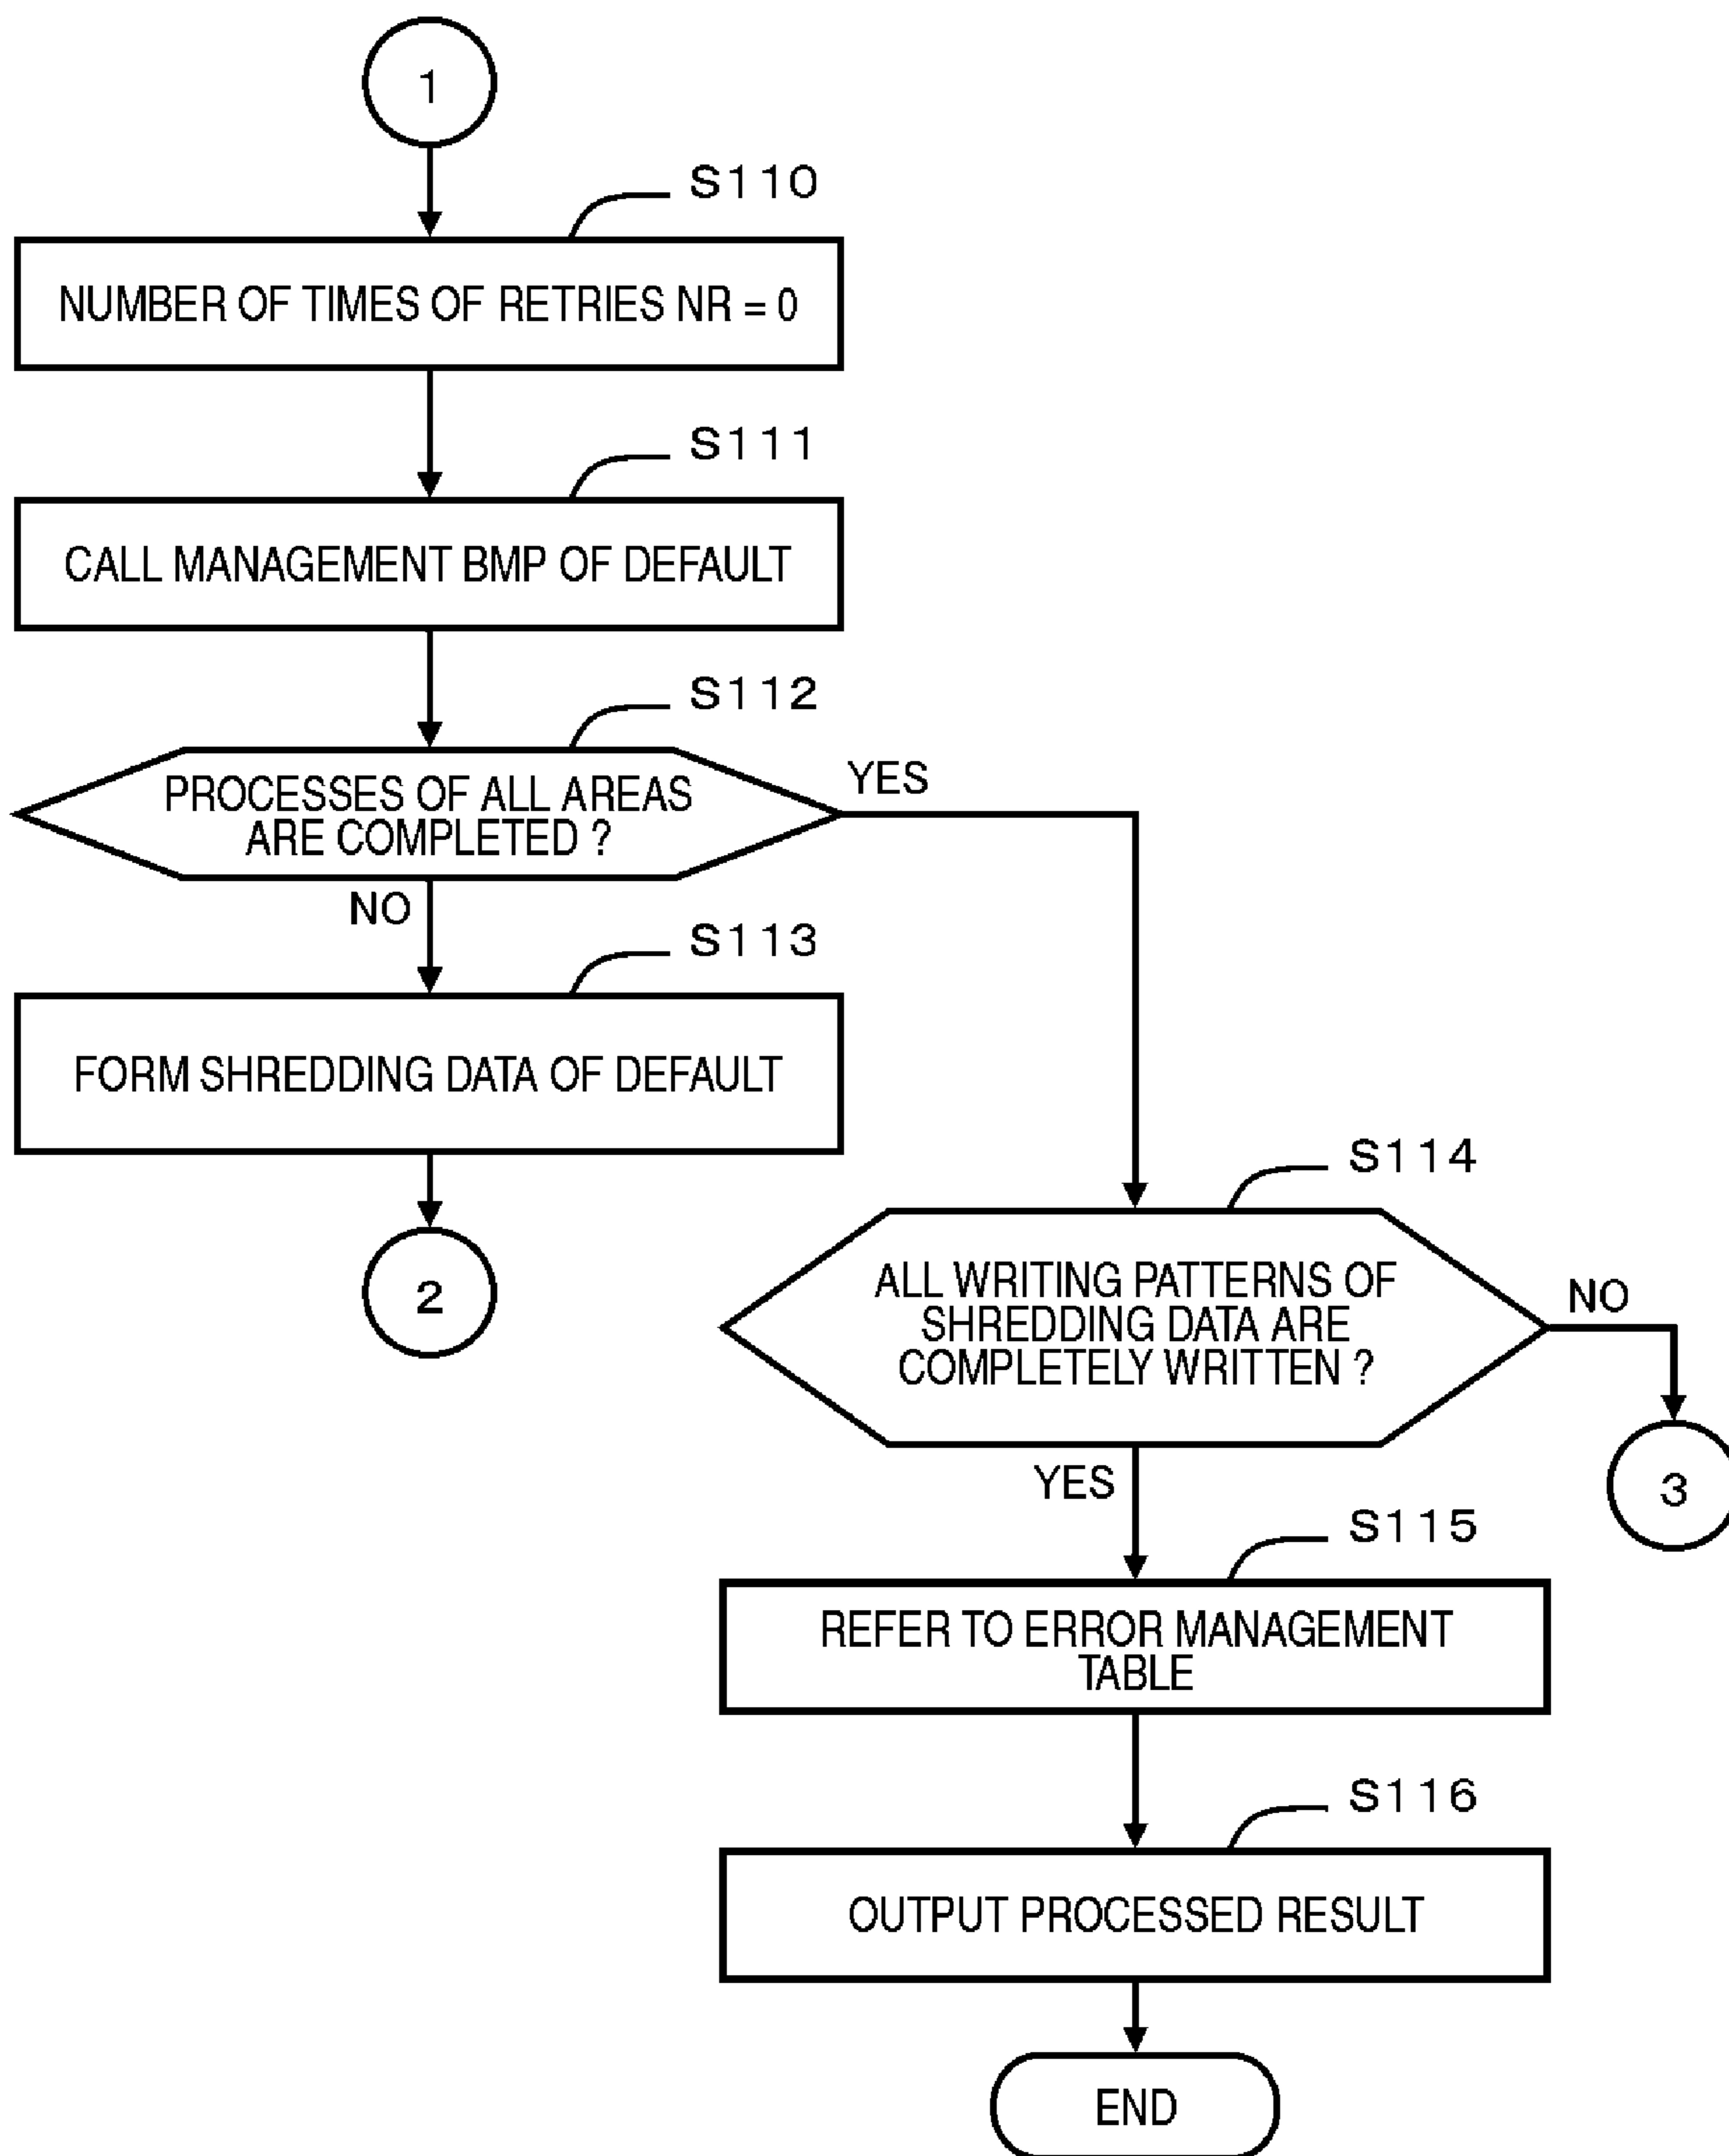 1
S110
NUMBER OF TIMES OF RETRIES NR = 0
S111
CALL MANAGEMENT BMP OF DEFAULT
S112
PROCESSES OF ALL AREAS
ARE COMPLETED ?
YES
NO
S113
FORM SHREDDING DATA OF DEFAULT
2
S114
ALL WRITING PATTERNS OF
SHREDDING DATA ARE
COMPLETELY WRITTEN ?
NO
3
YES
S115
REFER TO ERROR MANAGEMENT
TABLE
S116
OUTPUT PROCESSED RESULT
END